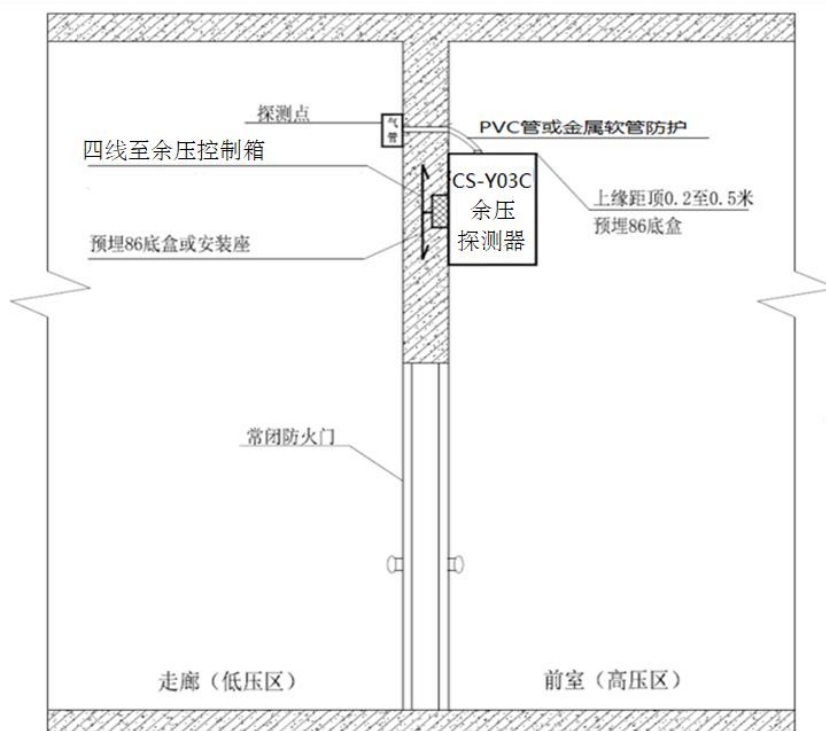 探测点
气管
PVC管或金属软管防护
四线至余压控制箱
CS-Y03C
余压
探测器
上缘距顶0.2至0.5米
预埋86底盒
预埋86底盒或安装座
常闭防火门
走廊（低压区）
前室（高压区）